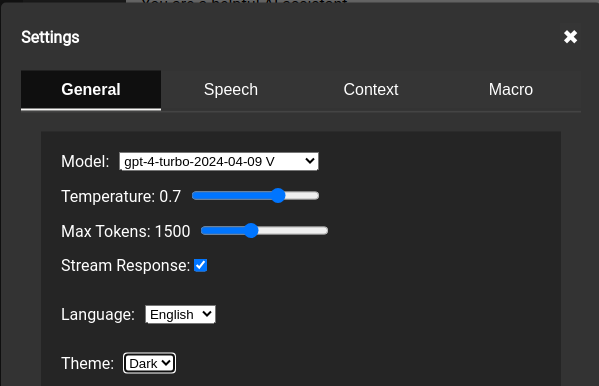 You are a helpful AI assistant
Settings ✖
General Speech Context Macro
Model: gpt-4-turbo-2024-04-09 V
Temperature: 0.7
Max Tokens: 1500
Stream Response:
Language: English
Theme: Dark